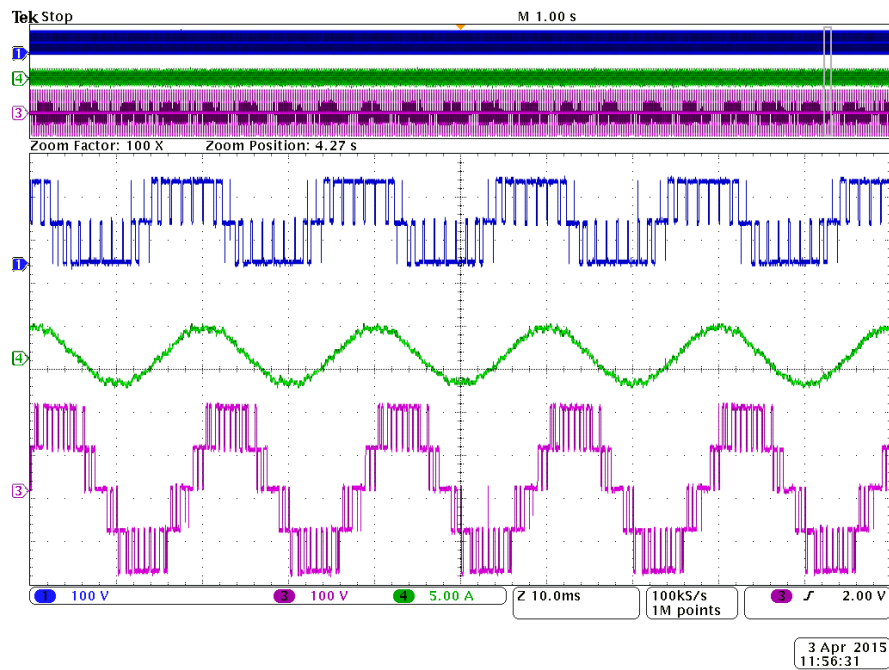 Tek Stop M 1.00 s
1
4
3
Zoom Factor: 100 X Zoom Position: 4.27 s
1
4
3
1 100 V 3 100 V 4 5.00 A Z 10.0ms 100kS/s 3 2.00 V
1M points
3 Apr 2015
11:56:31